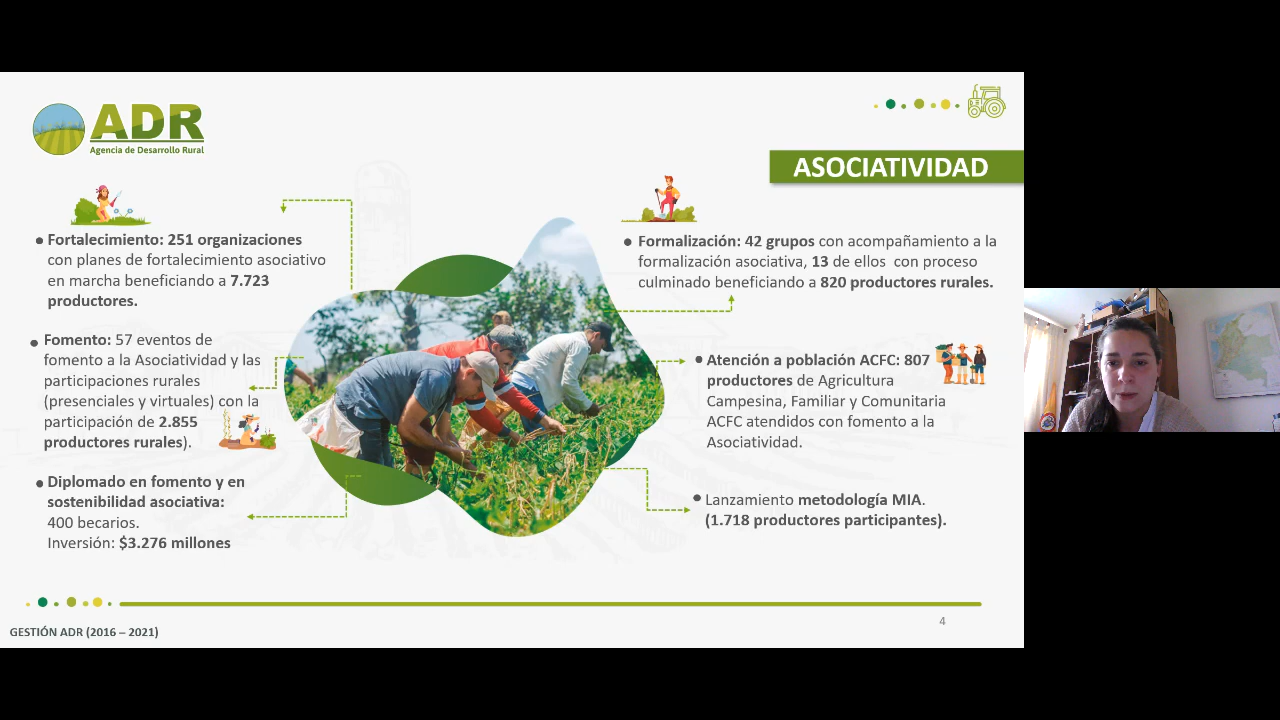 ADR
Agencia de Desarrollo Rural
ASOCIATIVIDAD
Fortalecimiento: 251 organizaciones
con planes de fortalecimiento asociativo
en marcha beneficiando a 7.723
productores.
Fomento: 57 eventos de
fomento a la Asociatividad y las
participaciones rurales
(presenciales y virtuales) con la
participación de 2.855
productores rurales).
Diplomado en fomento y en
sostenibilidad asociativa:
400 becarios.
Inversión: $3.276 millones
Formalización: 42 grupos con acompañamiento a la
formalización asociativa, 13 de ellos con proceso
culminado beneficiando a 820 productores rurales.
Atención a población ACFC: 807
productores de Agricultura
Campesina, Familiar y Comunitaria
ACFC atendidos con fomento a la
Asociatividad.
Lanzamiento metodología MIA.
(1.718 productores participantes).
4
GESTIÓN ADR (2016 – 2021)